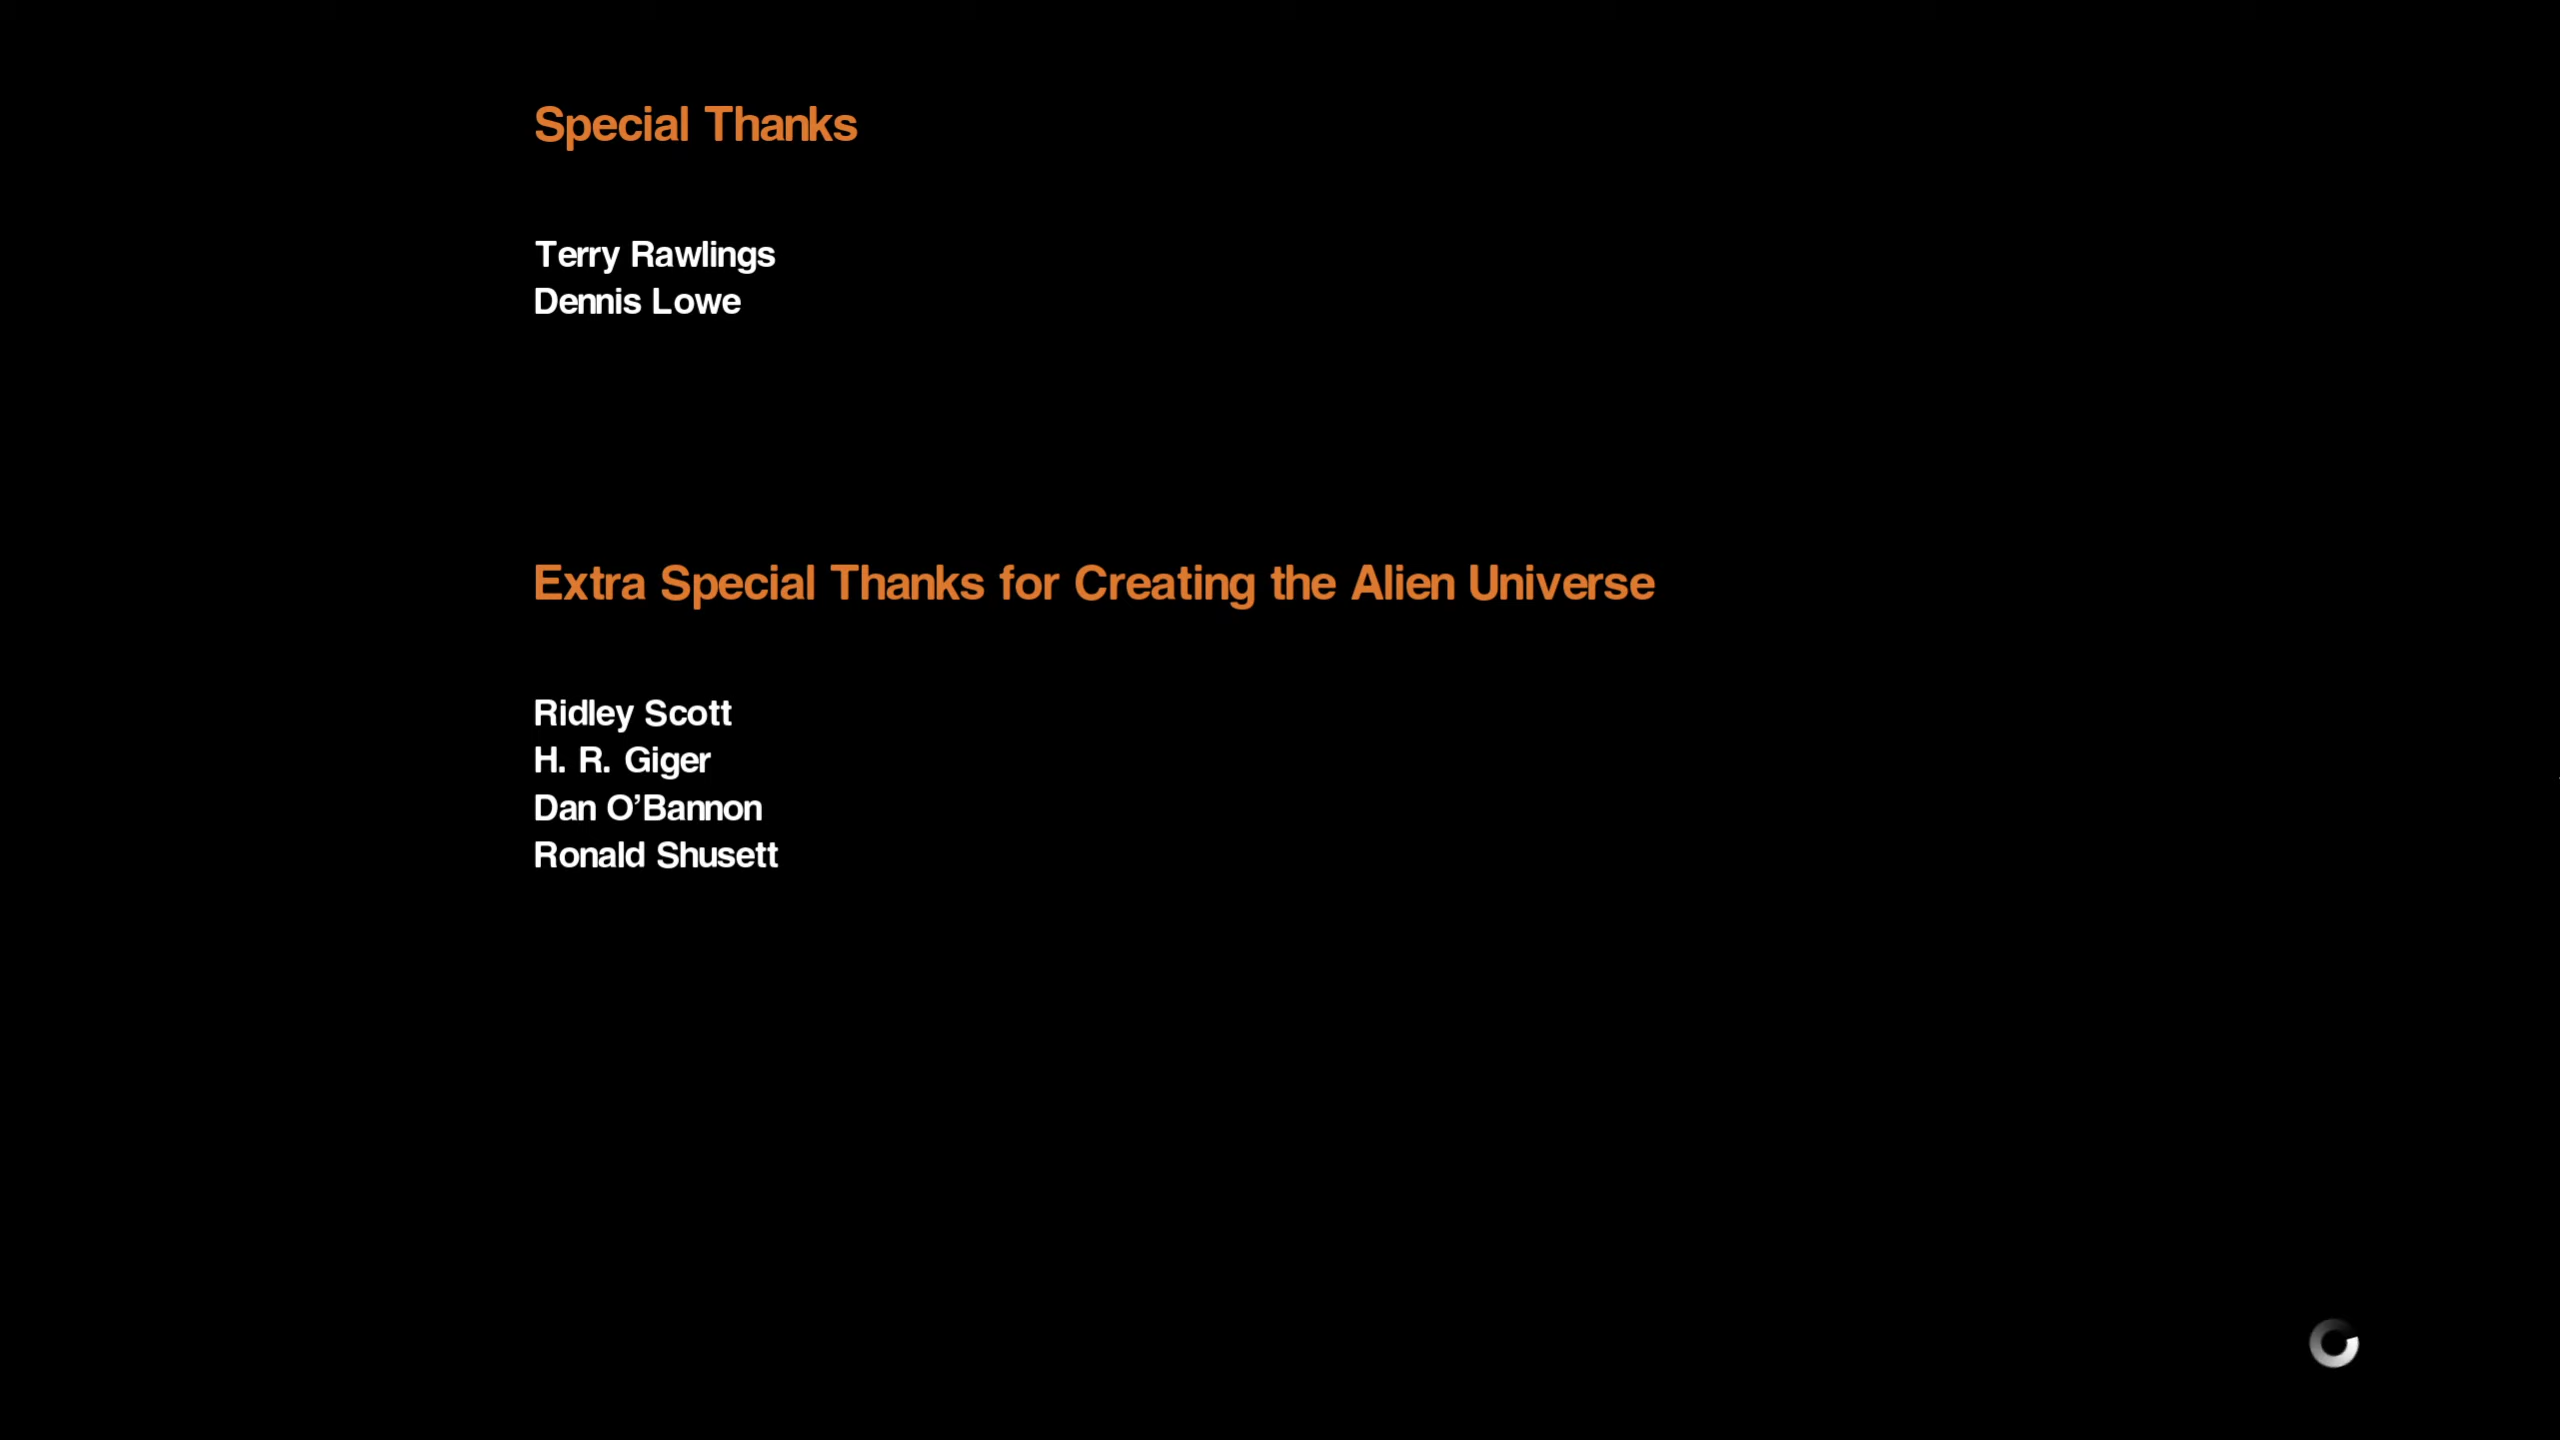 Special Thanks
Terry Rawlings
Dennis Lowe
Extra Special Thanks for Creating the Alien Universe
Ridley Scott
H. R. Giger
Dan O’Bannon
Ronald Shusett